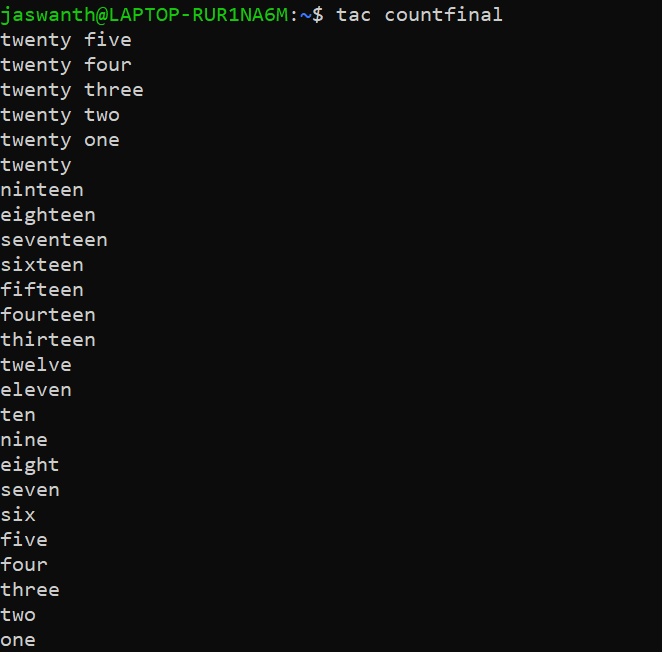 jaswanth@LAPTOP-RUR1NA6M:~$ tac countfinal
twenty five
twenty four
twenty three
twenty two
twenty one
twenty
ninteen
eighteen
seventeen
sixteen
fifteen
fourteen
thirteen
twelve
eleven
ten
nine
eight
seven
six
five
four
three
two
one